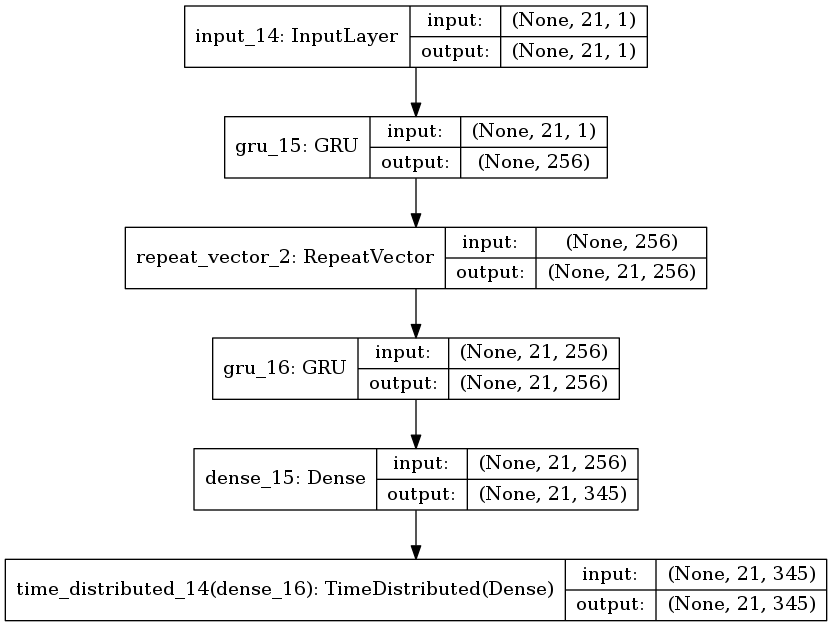 input_14: InputLayer
input: (None, 21, 1)
output: (None, 21, 1)
gru_15: GRU
input: (None, 21, 1)
output: (None, 256)
repeat_vector_2: RepeatVector
input: (None, 256)
output: (None, 21, 256)
gru_16: GRU
input: (None, 21, 256)
output: (None, 21, 256)
dense_15: Dense
input: (None, 21, 256)
output: (None, 21, 345)
time_distributed_14(dense_16): TimeDistributed(Dense)
input: (None, 21, 345)
output: (None, 21, 345)